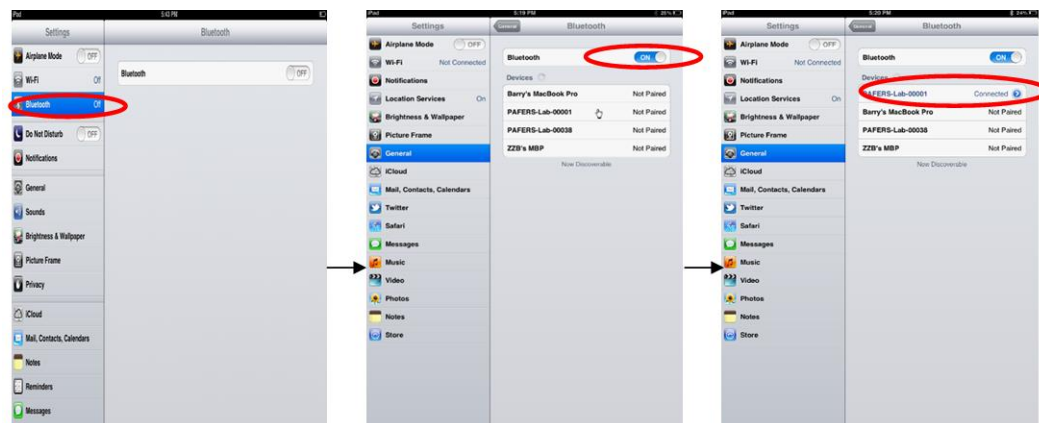 iPad 5:43 PM
Settings
Bluetooth
Airplane Mode OFF
Wi-Fi Off
Bluetooth Off
Do Not Disturb OFF
Notifications
General
Sounds
Brightness & Wallpaper
Picture Frame
Privacy
iCloud
Mail, Contacts, Calendars
Notes
Reminders
Messages
Bluetooth OFF
iPad 5:19 PM 26%
Settings
General
Bluetooth
Airplane Mode OFF
Wi-Fi Not Connected
Notifications
Location Services On
Brightness & Wallpaper
Picture Frame
General
iCloud
Mail, Contacts, Calendars
Twitter
Safari
Messages
Music
Video
Photos
Notes
Store
Bluetooth ON
Devices
Barry's MacBook Pro Not Paired
PAFERS-Lab-00001 Not Paired
PAFERS-Lab-00038 Not Paired
ZZB's MBP Not Paired
Now Discoverable
iPad 5:20 PM 24%
Settings
General
Bluetooth
Airplane Mode OFF
Wi-Fi Not Connected
Notifications
Location Services On
Brightness & Wallpaper
Picture Frame
General
iCloud
Mail, Contacts, Calendars
Twitter
Safari
Messages
Music
Video
Photos
Notes
Store
Bluetooth ON
Devices
PAFERS-Lab-00001 Connected
Barry's MacBook Pro Not Paired
PAFERS-Lab-00038 Not Paired
ZZB's MBP Not Paired
Now Discoverable